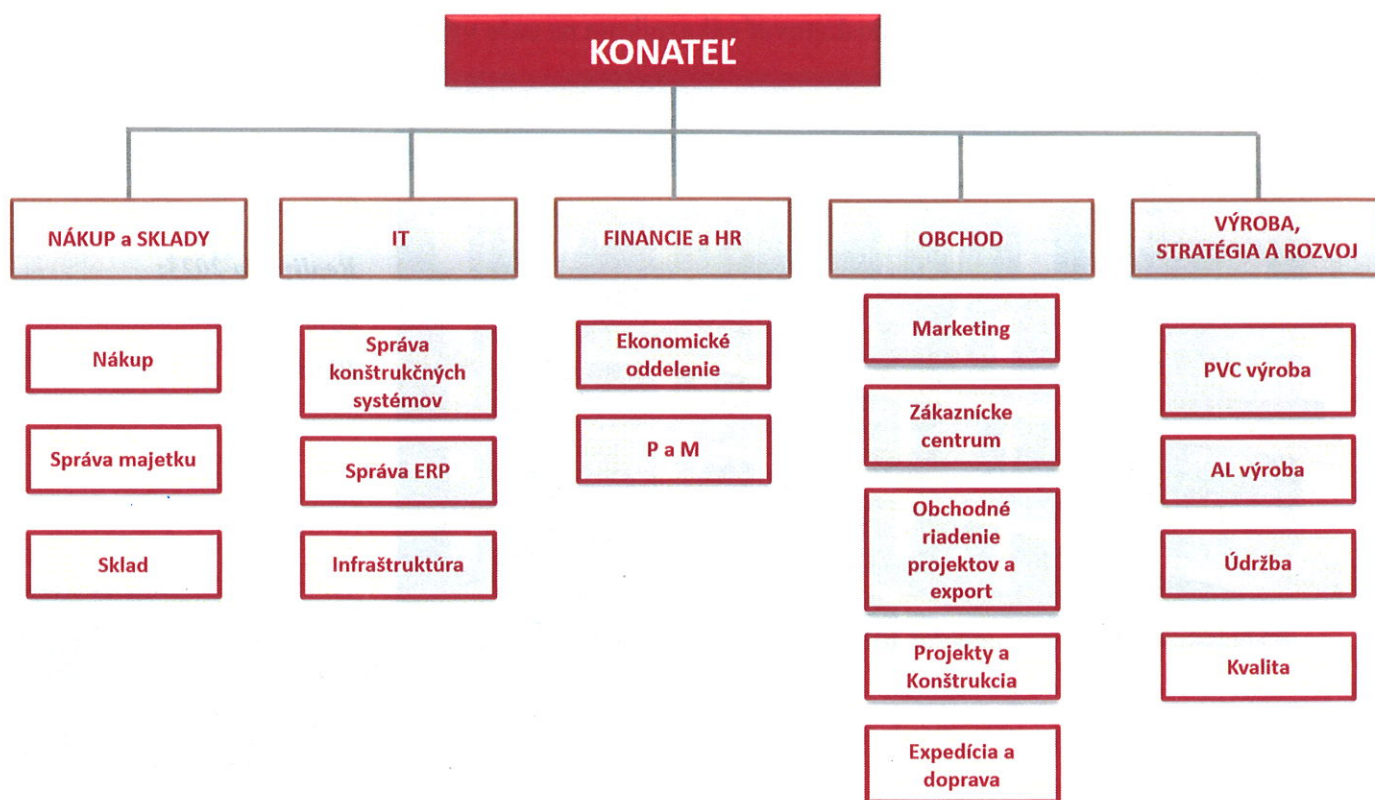 KONATEĽ
NÁKUP a SKLADY
IT
FINANCIE a HR
OBCHOD
VÝROBA,
STRATÉGIA A ROZVOJ
Nákup
Správa majetku
Sklad
Správa
konštrukčných
systémov
Správa ERP
Infraštruktúra
Ekonomické
oddelenie
P a M
Marketing
Zákaznícke
centrum
Obchodné
riadenie
projektov a
export
Projekty a
Konštrukcia
Expedícia a
doprava
PVC výroba
AL výroba
Údržba
Kvalita